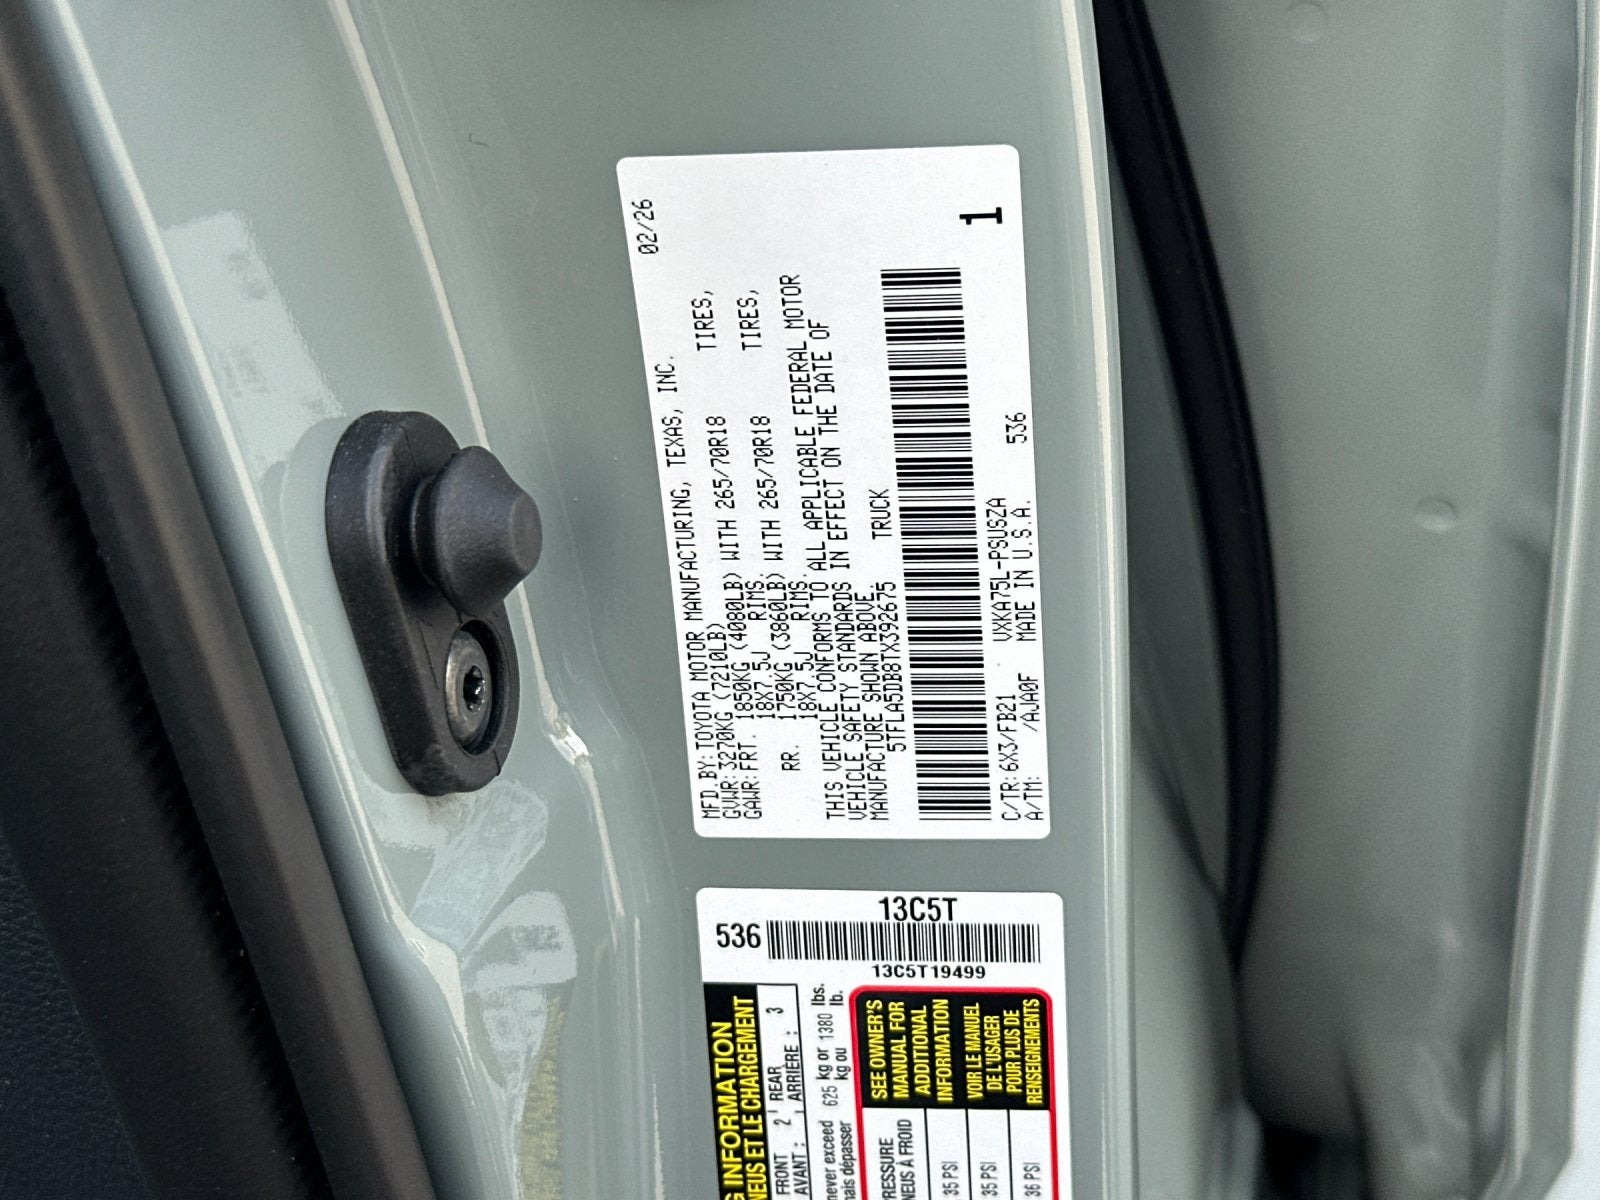 02/26
MFD.BY:TOYOTA MOTOR MANUFACTURING, TEXAS, INC.
GVWR:3270KG (7210LB)
GAWR:FRT. 1850KG (4080LB) WITH 265/70R18 TIRES,
18X7.5J RIMS,
RR. 1750KG (3860LB) WITH 265/70R18 TIRES,
18X7.5J RIMS.
THIS VEHICLE CONFORMS TO ALL APPLICABLE FEDERAL MOTOR
VEHICLE SAFETY STANDARDS IN EFFECT ON THE DATE OF
MANUFACTURE SHOWN ABOVE.
5TFLA5DB8TX392675 TRUCK
1
C/TR:6X3/FB21 VXKA75L-PSUSZA 536
A/TM: /AJA0F MADE IN U.S.A.
13C5T
536
13C5T19499
G INFORMATION
NEUS ET LE CHARGEMENT
FRONT 2 REAR 3
AVANT : ARRIÈRE :
never exceed 625 kg or 1380 lbs.
mais dépasser kg ou lb.
SEE OWNER'S
MANUAL FOR
ADDITIONAL
INFORMATION
VOIR LE MANUEL
DE L'USAGER
POUR PLUS DE
RENSEIGNEMENTS
PRESSURE
NEUS À FROID
35 PSI
35 PSI
36 PSI